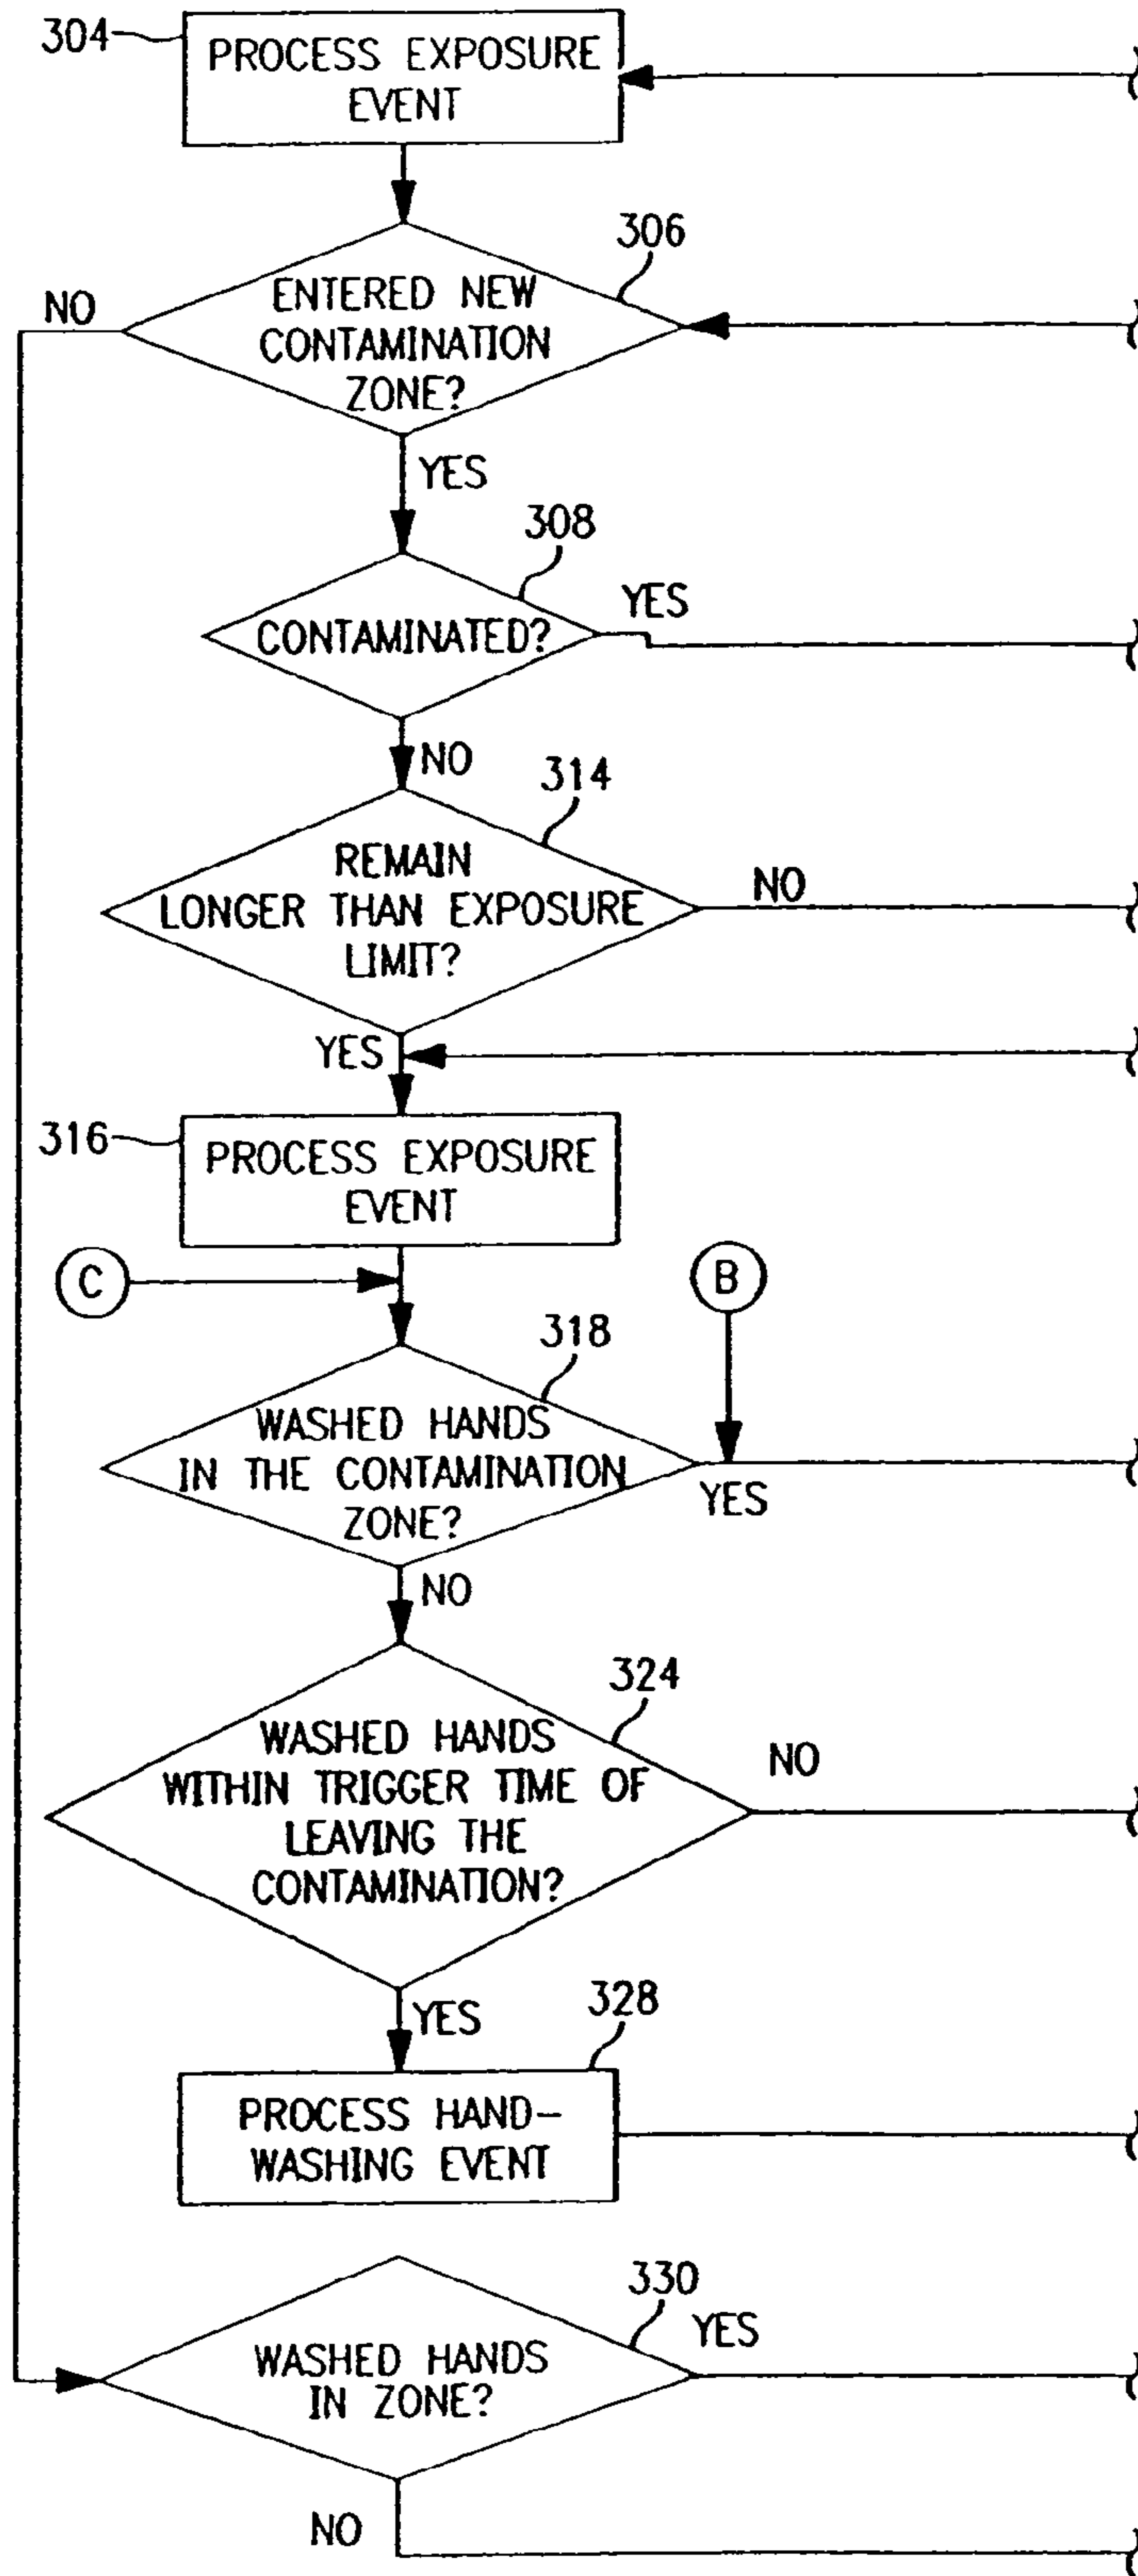 304
PROCESS EXPOSURE
EVENT
306
NO
ENTERED NEW
CONTAMINATION
ZONE?
YES
308
YES
CONTAMINATED?
NO
314
REMAIN
LONGER THAN EXPOSURE
LIMIT?
NO
YES
316
PROCESS EXPOSURE
EVENT
C
B
318
WASHED HANDS
IN THE CONTAMINATION
ZONE?
YES
NO
324
WASHED HANDS
WITHIN TRIGGER TIME OF
LEAVING THE
CONTAMINATION?
NO
YES
328
PROCESS HAND-
WASHING EVENT
330
YES
WASHED HANDS
IN ZONE?
NO